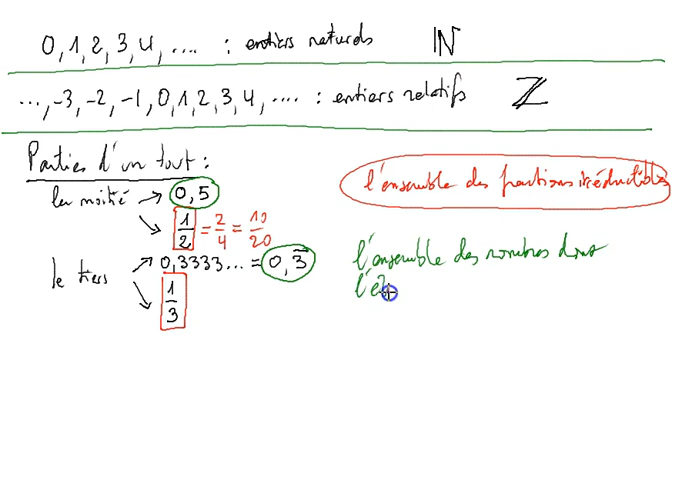 0, 1, 2, 3, 4, .... : entiers naturels ℕ
..., -3, -2, -1, 0, 1, 2, 3, 4, .... : entiers relatifs ℤ
Parties d'un tout :
la moitié → 0,5
1/2 = 2/4 = 10/20
le tiers → 0,3333... = 0,3̅
1/3
l'ensemble des fractions irréductibles
l'ensemble des nombres dont